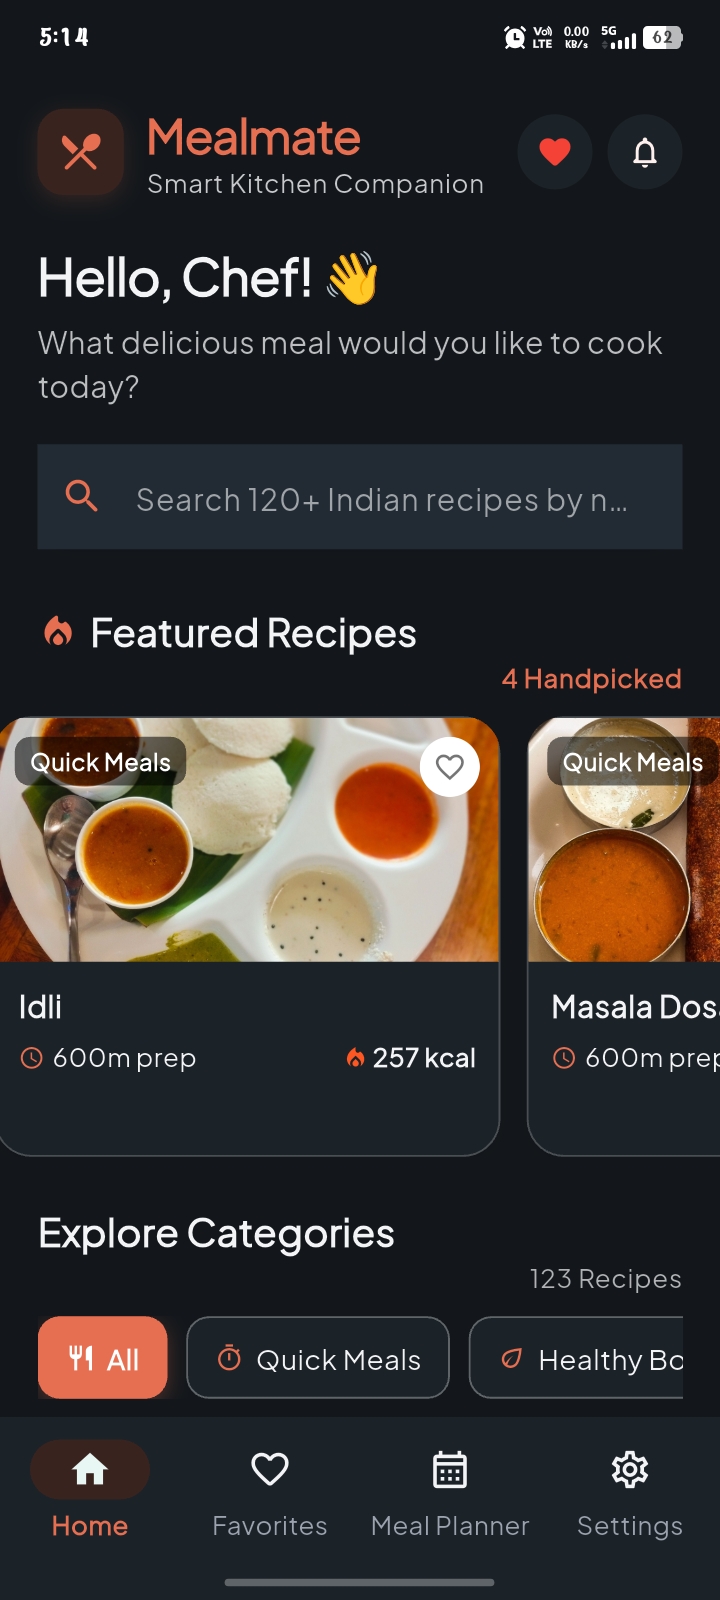 5:14
Vo)) LTE
0.00 KB/s
5G
62
Mealmate
Smart Kitchen Companion
Hello, Chef! 👋
What delicious meal would you like to cook
today?
Search 120+ Indian recipes by n...
Featured Recipes
4 Handpicked
Quick Meals
Quick Meals
Idli
Masala Dos
600m prep
257 kcal
600m prep
Explore Categories
123 Recipes
All
Quick Meals
Healthy Bo
Home
Favorites
Meal Planner
Settings